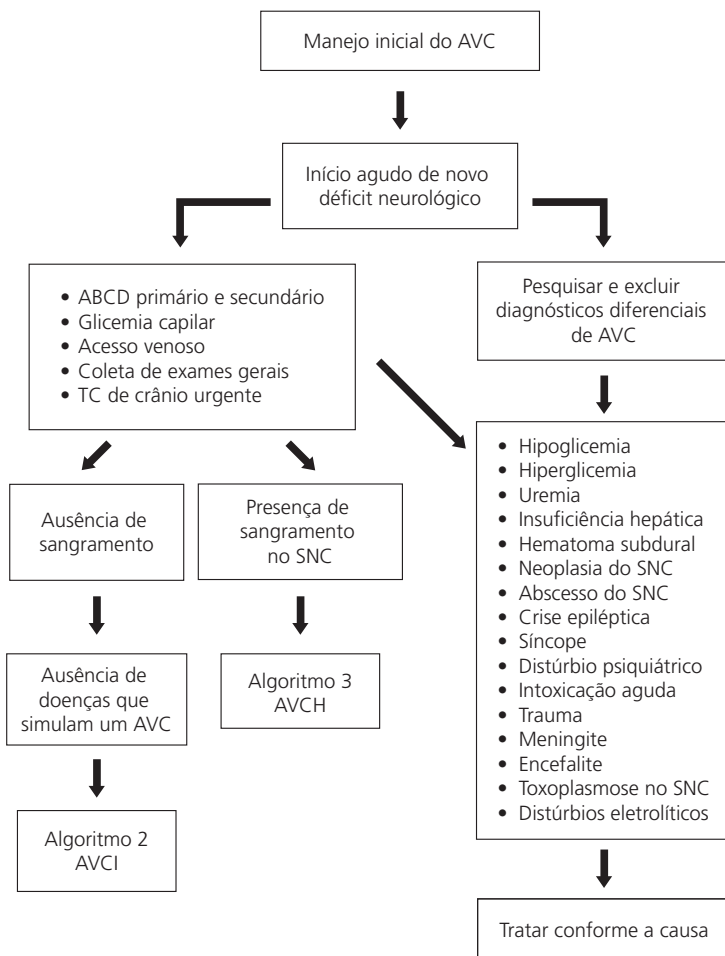 Manejo inicial do AVC
Início agudo de novo
déficit neurológico
• ABCD primário e secundário
• Glicemia capilar
• Acesso venoso
• Coleta de exames gerais
• TC de crânio urgente
Pesquisar e excluir
diagnósticos diferenciais
de AVC
Ausência de
sangramento
Presença de
sangramento
no SNC
• Hipoglicemia
• Hiperglicemia
• Uremia
• Insuficiência hepática
• Hematoma subdural
• Neoplasia do SNC
• Abscesso do SNC
• Crise epiléptica
• Síncope
• Distúrbio psiquiátrico
• Intoxicação aguda
• Trauma
• Meningite
• Encefalite
• Toxoplasmose no SNC
• Distúrbios eletrolíticos
Ausência de
doenças que
simulam um AVC
Algoritmo 3
AVCH
Algoritmo 2
AVCI
Tratar conforme a causa